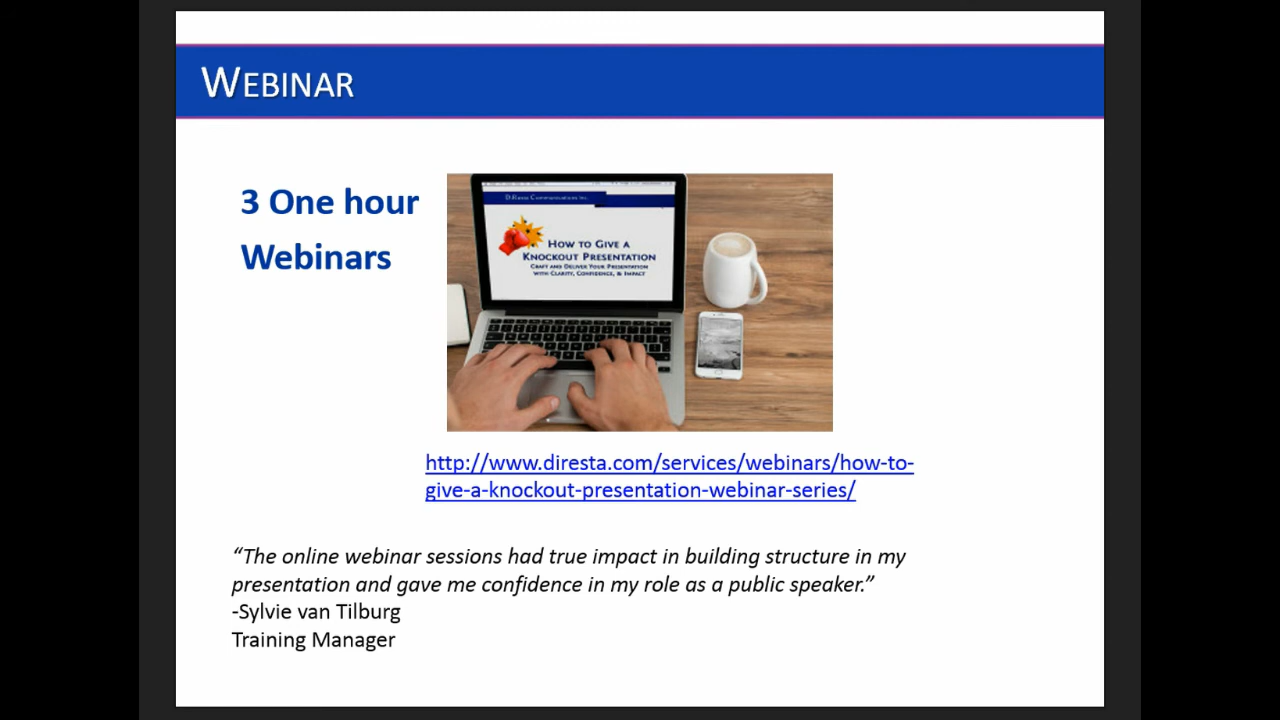 WEBINAR
3 One hour
Webinars
DiResta Communications Inc.
HOW TO GIVE A
KNOCKOUT PRESENTATION
CRAFT AND DELIVER YOUR PRESENTATION
WITH CLARITY, CONFIDENCE, & IMPACT
http://www.diresta.com/services/webinars/how-to-
give-a-knockout-presentation-webinar-series/
“The online webinar sessions had true impact in building structure in my
presentation and gave me confidence in my role as a public speaker.”
-Sylvie van Tilburg
Training Manager